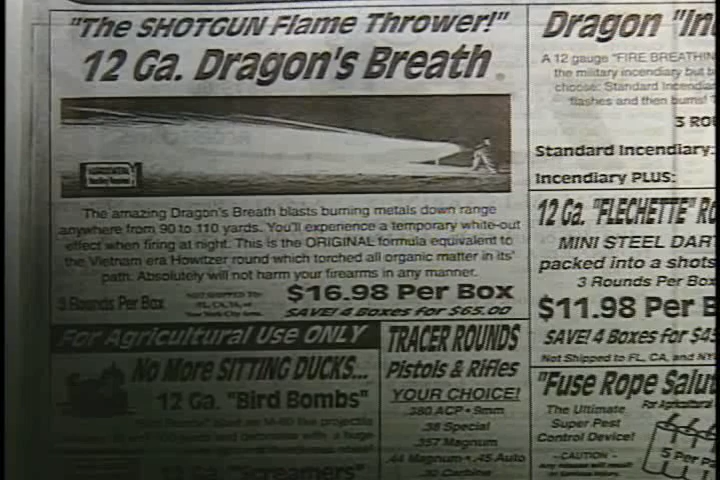 "The SHOTGUN Flame Thrower!"
12 Ga. Dragon's Breath
The amazing Dragon's Breath blasts burning metals down range
anywhere from 90 to 110 yards. You'll experience a temporary white-out
effect when firing at night. This is the ORIGINAL formula equivalent to
the Vietnam era Howitzer round which torched all organic matter in its'
path. Absolutely will not harm your firearms in any manner.
3 Rounds Per Box
NOT SHIPPED TO:
New York City Area.
$16.98 Per Box
SAVE! 4 Boxes for $65.00
For Agricultural Use ONLY
No More SITTING DUCKS...
12 Ga. "Bird Bombs"
12 Ga. "Screamers"
TRACER ROUNDS
Pistols & Rifles
YOUR CHOICE!
.380 ACP • 9mm
.38 Special
.357 Magnum
.44 Magnum • .45 Auto
.30 Carbine
Dragon "In
A 12 gauge "FIRE BREATHIN
the military incendiary but b
choose: Standard Incendia
flashes and then burns!
3 RO
Standard Incendiary:
Incendiary PLUS:
12 Ga. "FLECHETTE" Ro
MINI STEEL DAR
packed into a shots
3 Rounds Per Box
$11.98 Per B
SAVE! 4 Boxes for $4
Not Shipped to FL, CA, and NY
"Fuse Rope Salu
For Agricultural
The Ultimate
Super Pest
Control Device!
—CAUTION—
5 Per Pa